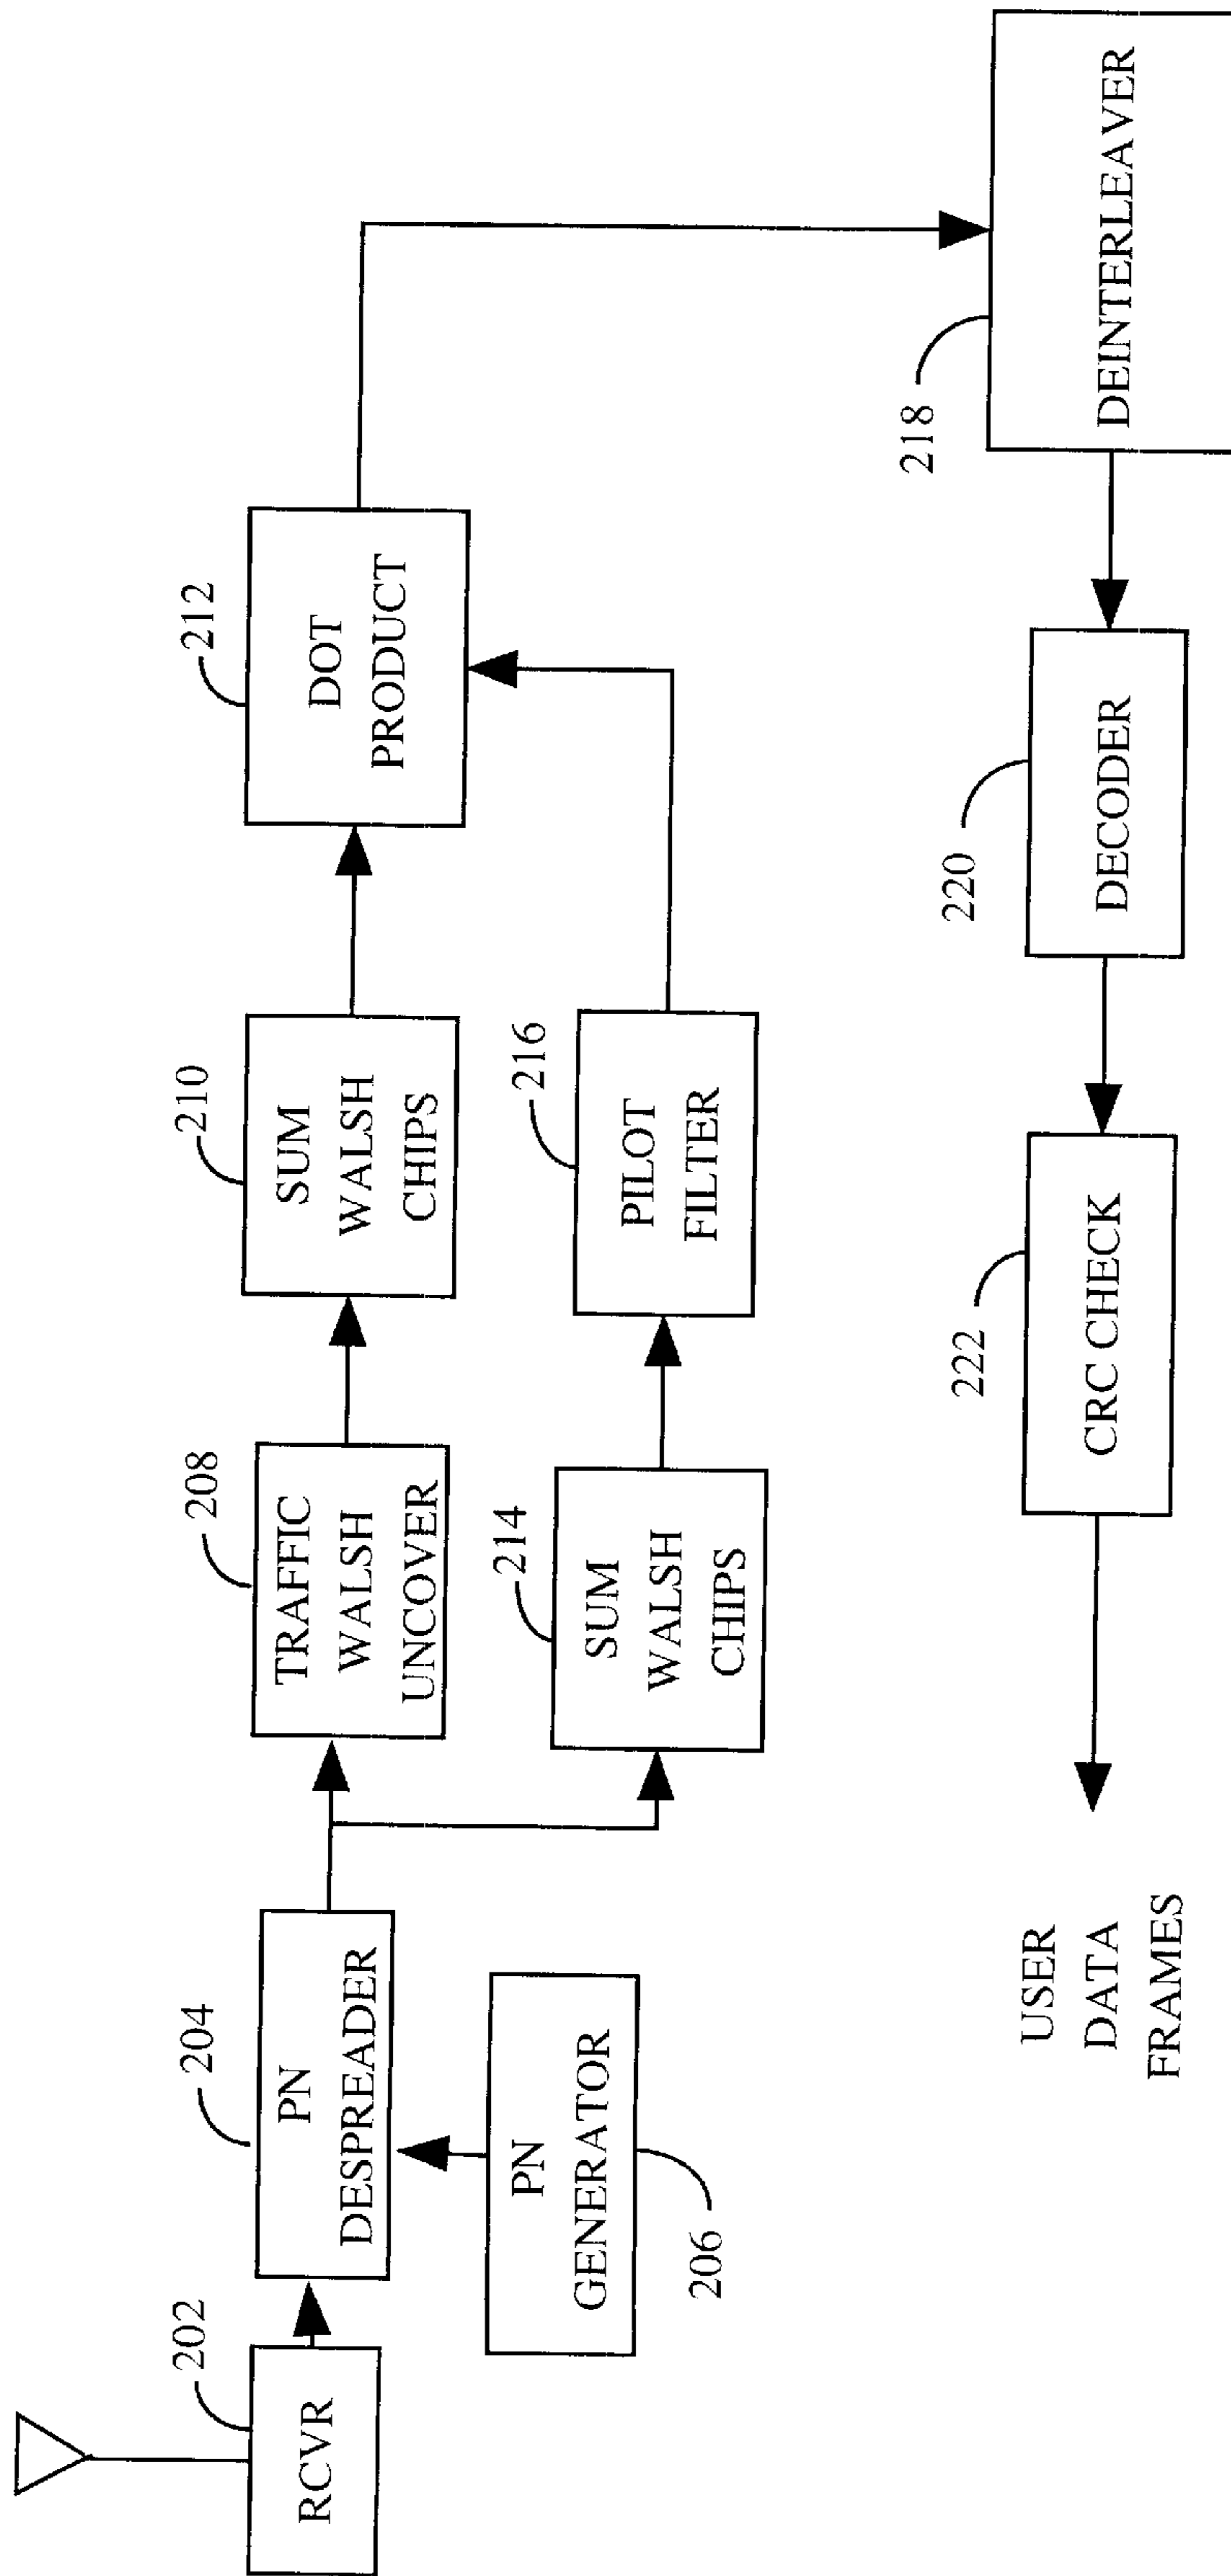 202
RCVR
204
PN
DESPREADER
PN
GENERATOR
206
208
TRAFFIC
WALSH
UNCOVER
210
SUM
WALSH
CHIPS
212
DOT
PRODUCT
214
SUM
WALSH
CHIPS
216
PILOT
FILTER
218
DEINTERLEAVER
220
DECODER
222
CRC CHECK
USER
DATA
FRAMES